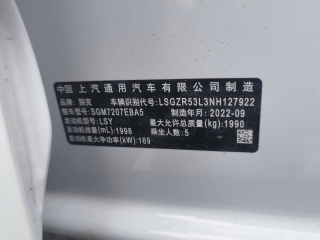 中国上汽通用汽车有限公司制造
品牌:别克 车辆识别代号:LSGZR53L3NH127922
整车型号:SGM7207EBA5 制造年月:2022-09
发动机型号:LSY 最大允许总质量(kg):1990
发动机排量(mL):1998 乘坐人数:5
发动机最大净功率(kW):169